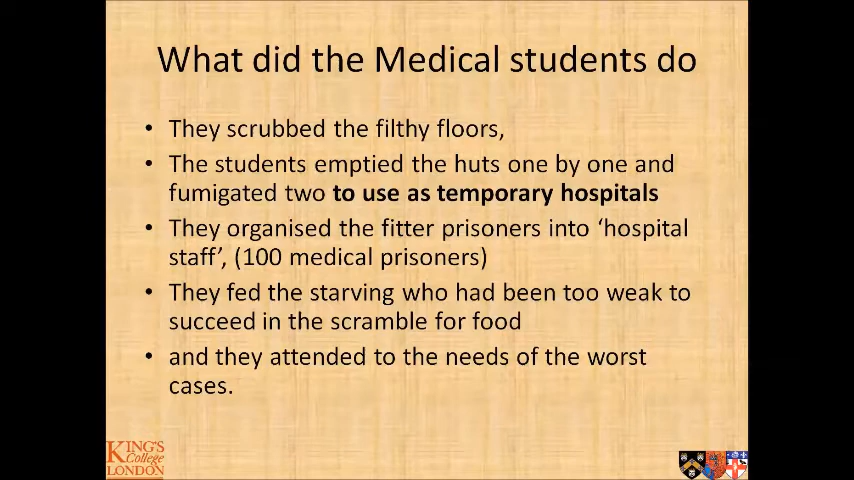 What did the Medical students do
• They scrubbed the filthy floors,
• The students emptied the huts one by one and
fumigated two to use as temporary hospitals
• They organised the fitter prisoners into ‘hospital
staff’, (100 medical prisoners)
• They fed the starving who had been too weak to
succeed in the scramble for food
• and they attended to the needs of the worst
cases.
KING'S
College
LONDON